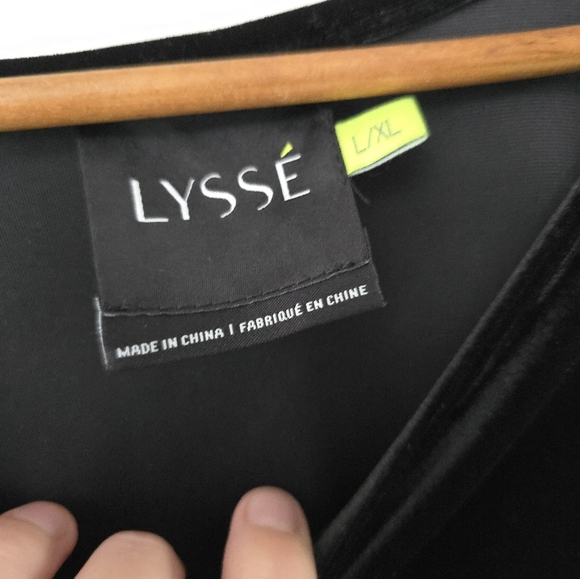 LYSSÉ
L/XL
MADE IN CHINA | FABRIQUÉ EN CHINE